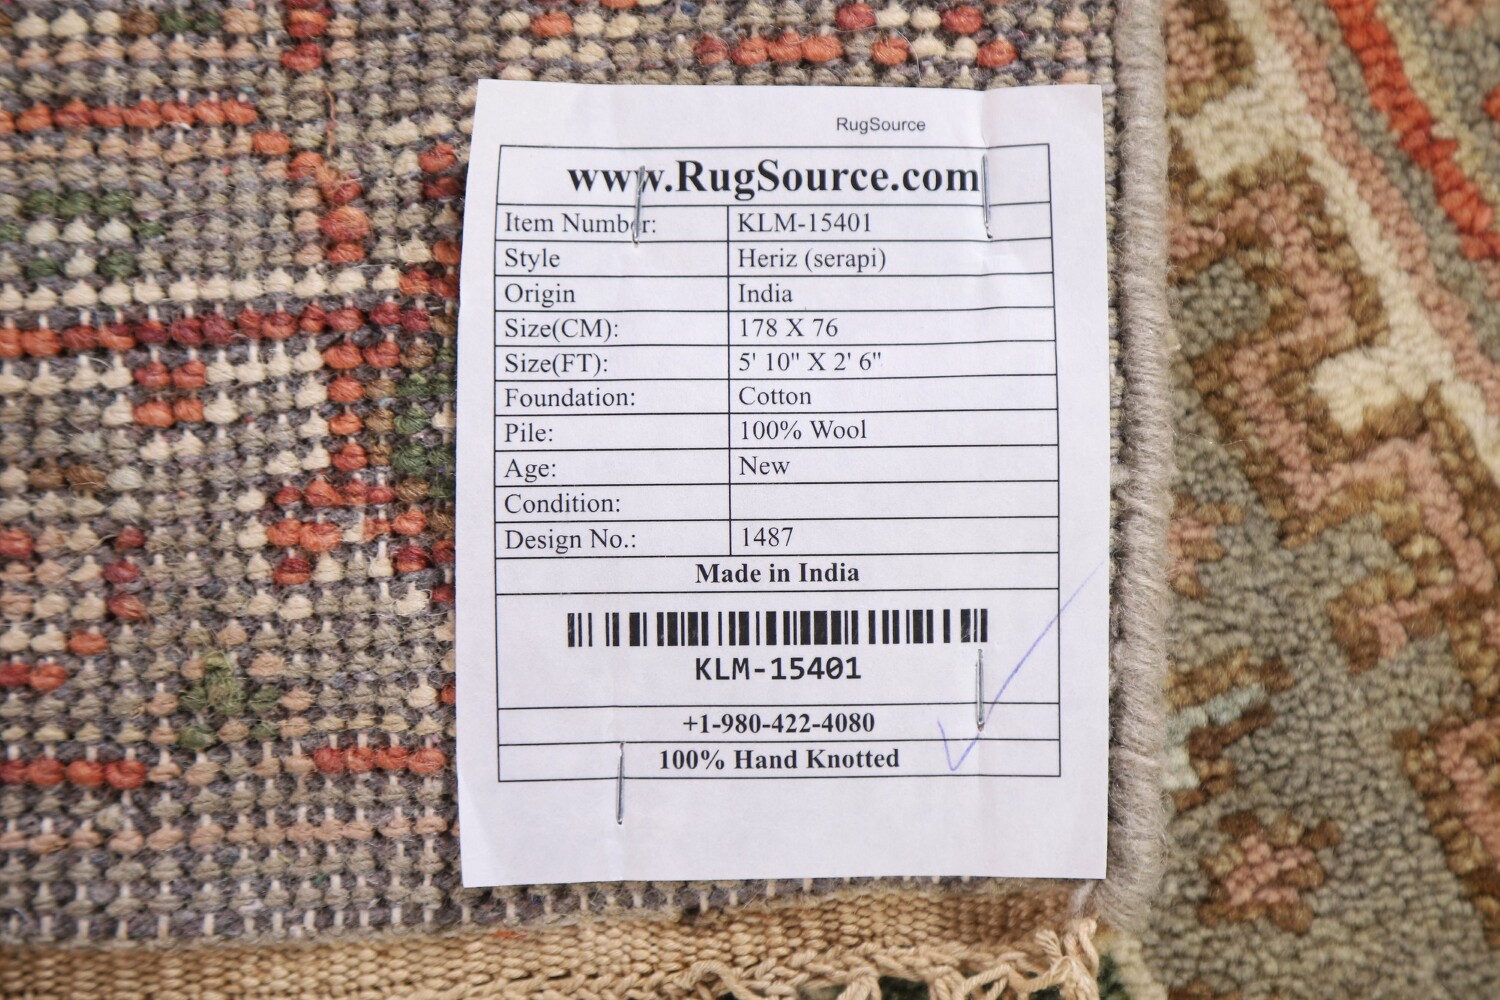 RugSource
www.RugSource.com
Item Number: KLM-15401
Style Heriz (serapi)
Origin India
Size(CM): 178 X 76
Size(FT): 5' 10" X 2' 6"
Foundation: Cotton
Pile: 100% Wool
Age: New
Condition:
Design No.: 1487
Made in India
KLM-15401
+1-980-422-4080
100% Hand Knotted